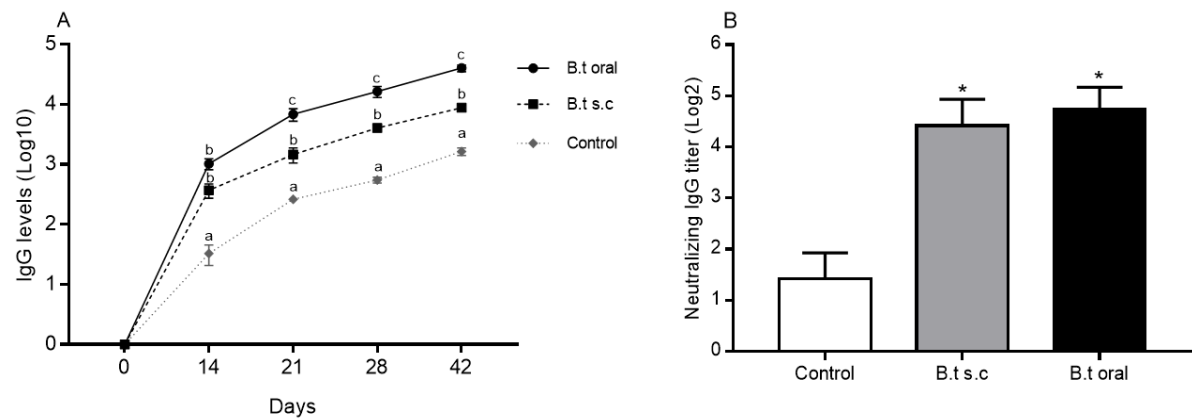 A
IgG levels (Log10)
5
4
3
2
1
0
0 14 21 28 42
Days
c
c
c
b
b
b
b
b
a
a
a
a
B.t oral
B.t s.c
Control
B
Neutralizing IgG titer (Log2)
6
5
4
3
2
1
0
* *
Control B.t s.c B.t oral